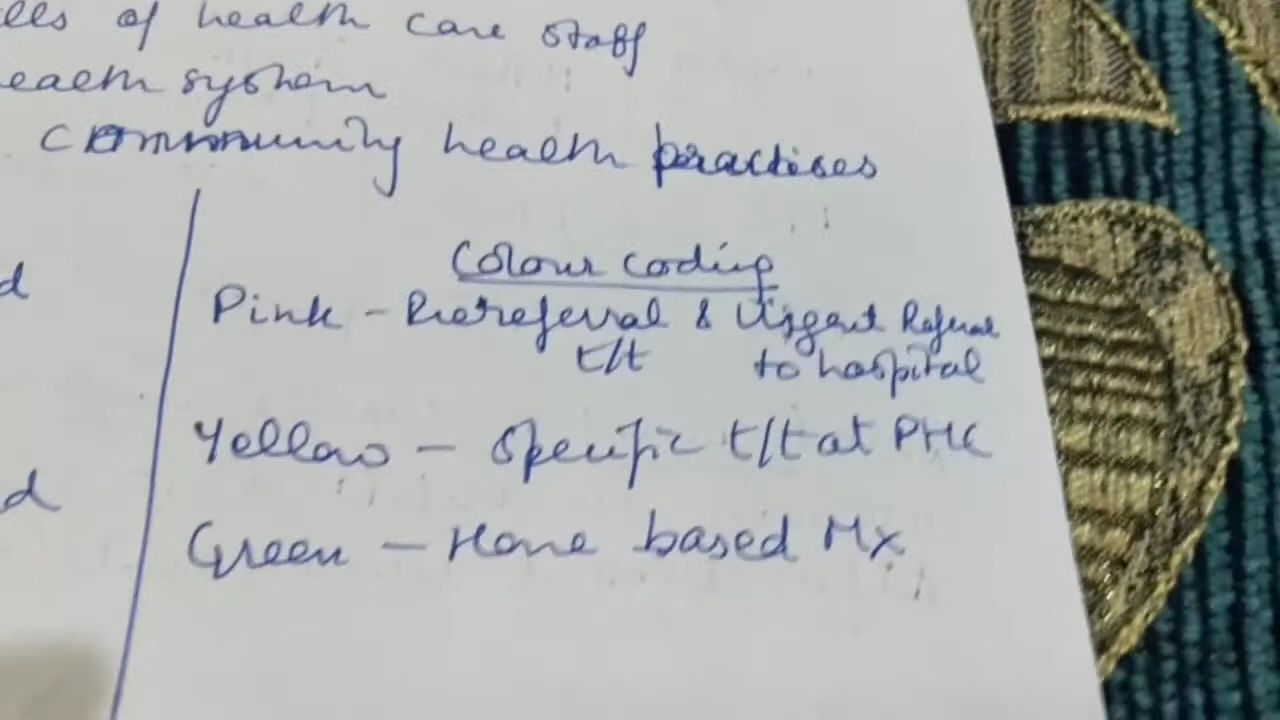 of health care staff
system
community health practises
d
Colour coding
Pink - Prereferral & Urgent Referral
t/t to hospital
Yellow - Specific t/t at PHC
d
Green - Home based Mx